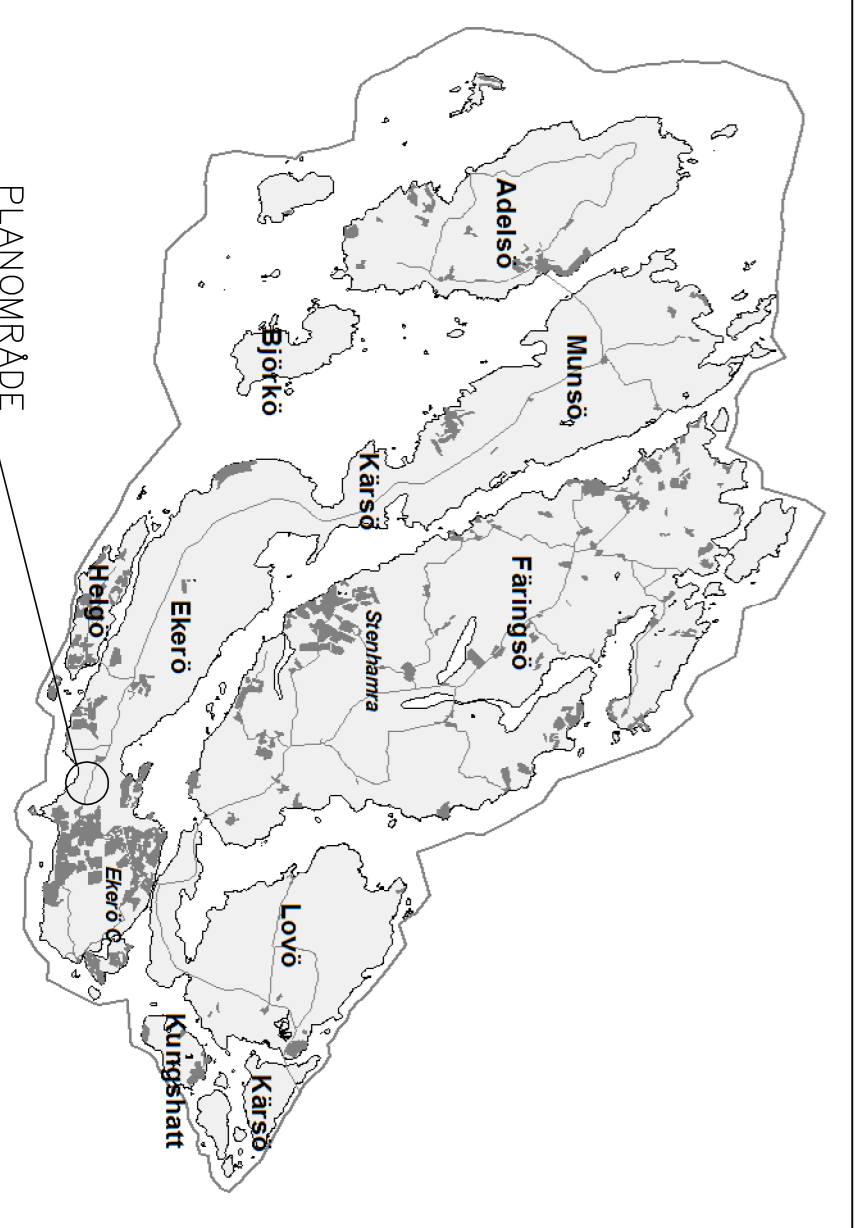 Adelsö
Munsö
Björkö
Kärsö
Färingsö
Stenhamra
Helgö
Ekerö
Ekerö C
Lovö
Kungshatt
Kärsö
PLANOMRÅDE